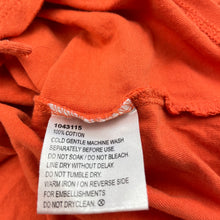 1043115
100% COTTON
COLD GENTLE MACHINE WASH
SEPARATELY BEFORE USE.
DO NOT SOAK / DO NOT BLEACH.
LINE DRY WITHOUT DELAY.
DO NOT TUMBLE DRY.
WARM IRON / ON REVERSE SIDE
FOR EMBELLISHMENTS
DO NOT DRYCLEAN.